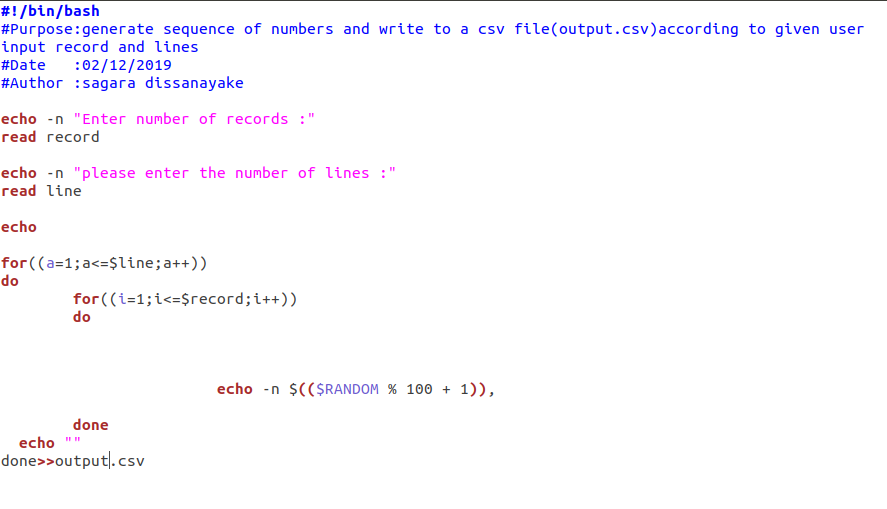 #!/bin/bash
#Purpose:generate sequence of numbers and write to a csv file(output.csv)according to given user
input record and lines
#Date   :02/12/2019
#Author :sagara dissanayake

echo -n "Enter number of records :"
read record

echo -n "please enter the number of lines :"
read line

echo

for((a=1;a<=$line;a++))
do
        for((i=1;i<=$record;i++))
        do

                        echo -n $(($RANDOM % 100 + 1)),

        done
  echo ""
done>>output.csv